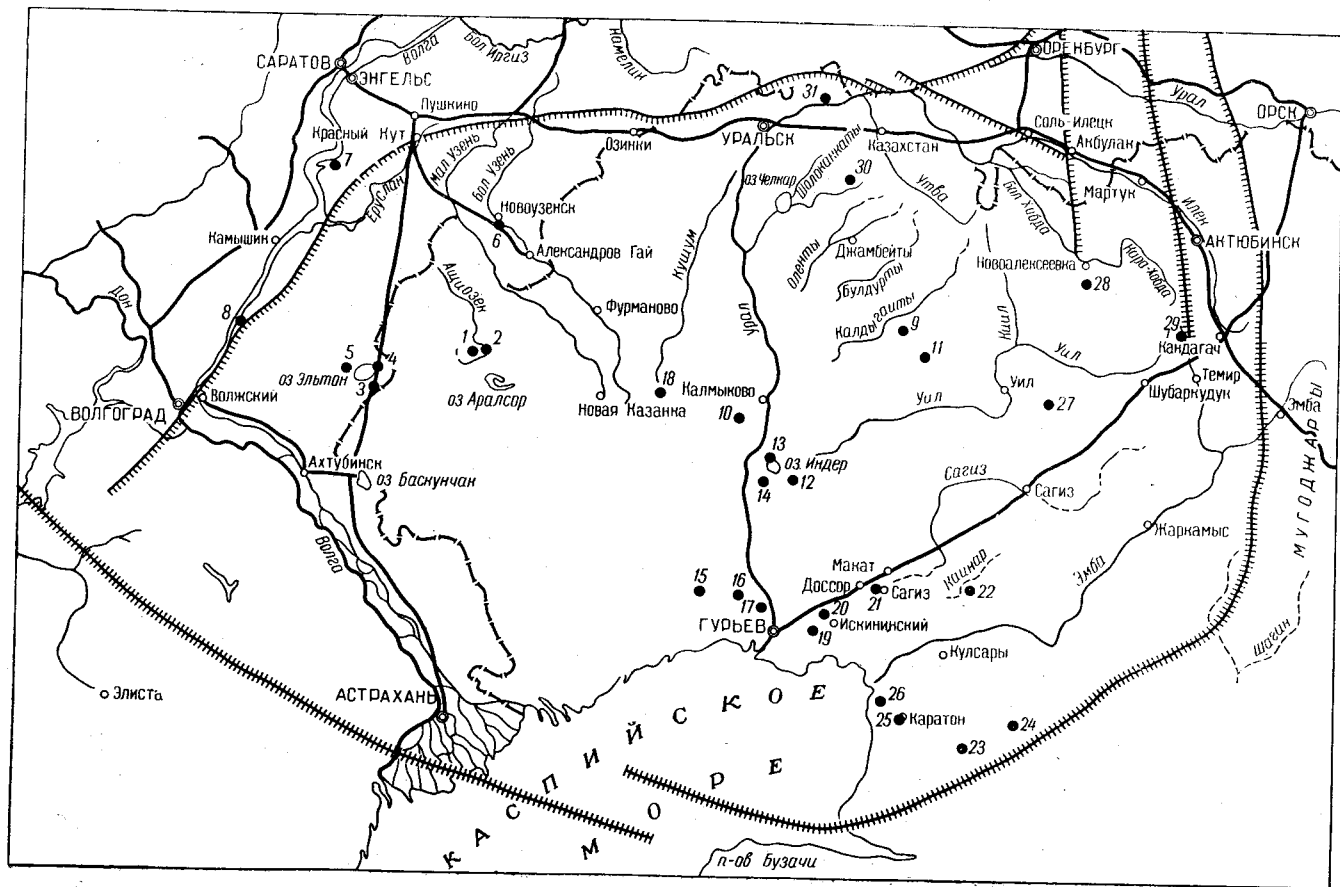 САРАТОВ
ЭНГЕЛЬС
Волга
Бол Иргиз
Камелик
ОРЕНБУРГ
Урал
ОРСК
Пушкино
Красный Кут
7
Мал Узень
Бол Узень
Еруслан
Озинки
31
УРАЛЬСК
Казахстан
Соль-Илецк
Акбулак
Мартук
Илек
АКТЮБИНСК
оз Челкар
Шолаканкаты
30
Утва
Бол Хобда
Кара-Хобда
Новоузенск
6
Александров Гай
Камышин
Дон
8
Ащиозек
Кушум
Урал
Оленты
Джамбейты
Булдурты
Калдыгайты
9
11
Новоалексеевка
28
Киил
Уил
29
Кандагач
Фурманово
1
2
5
4
3
оз Эльтон
оз Аралсор
Новая Казанка
18
Калмыково
10
Уил
Уил
27
Шубаркудук
Темир
Эмба
ВОЛГОГРАД
Волжский
Ахтубинск
оз Баскунчак
13
оз. Индер
14
12
Сагиз
Сагиз
Жаркамыс
МУГОДЖАРЫ
Волга
15
16
17
ГУРЬЕВ
Макат
Доссор
21
Сагиз
Кайнар
22
Эмба
20
Искининский
19
Кулсары
Шагин
Элиста
АСТРАХАНЬ
26
25
Каратон
24
23
КАСПИЙСКОЕ
МОРЕ
п-ов Бузачи